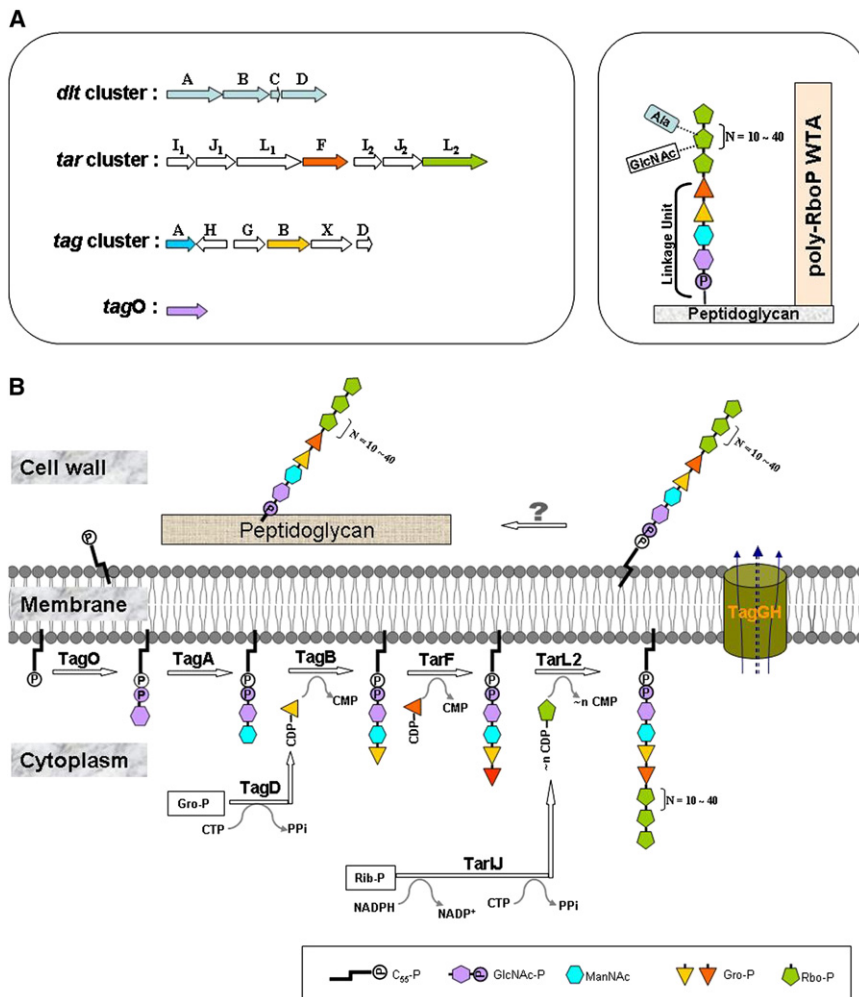 A
dlt cluster :
A B C D
tar cluster :
I1 J1 L1 F I2 J2 L2
tag cluster :
A H G B X D
tagO :
Ala
GlcNAc
N = 10 ~ 40
Linkage Unit
P
Peptidoglycan
poly-RboP WTA
B
Cell wall
N = 10 ~ 40
P
Peptidoglycan
?
N = 10 ~ 40
P
P
P
Membrane
TagGH
TagO
TagA
TagB
TarF
TarL2
P
P
P
P
P
P
P
P
P
P
P
CMP
CMP
~n CMP
CDP
CDP
~n CDP
Cytoplasm
TagD
Gro-P
CTP
PPi
N = 10 ~ 40
TarIJ
Rib-P
NADPH
NADP+
CTP
PPi
P C55-P
P GlcNAc-P
ManNAc
Gro-P
Rbo-P